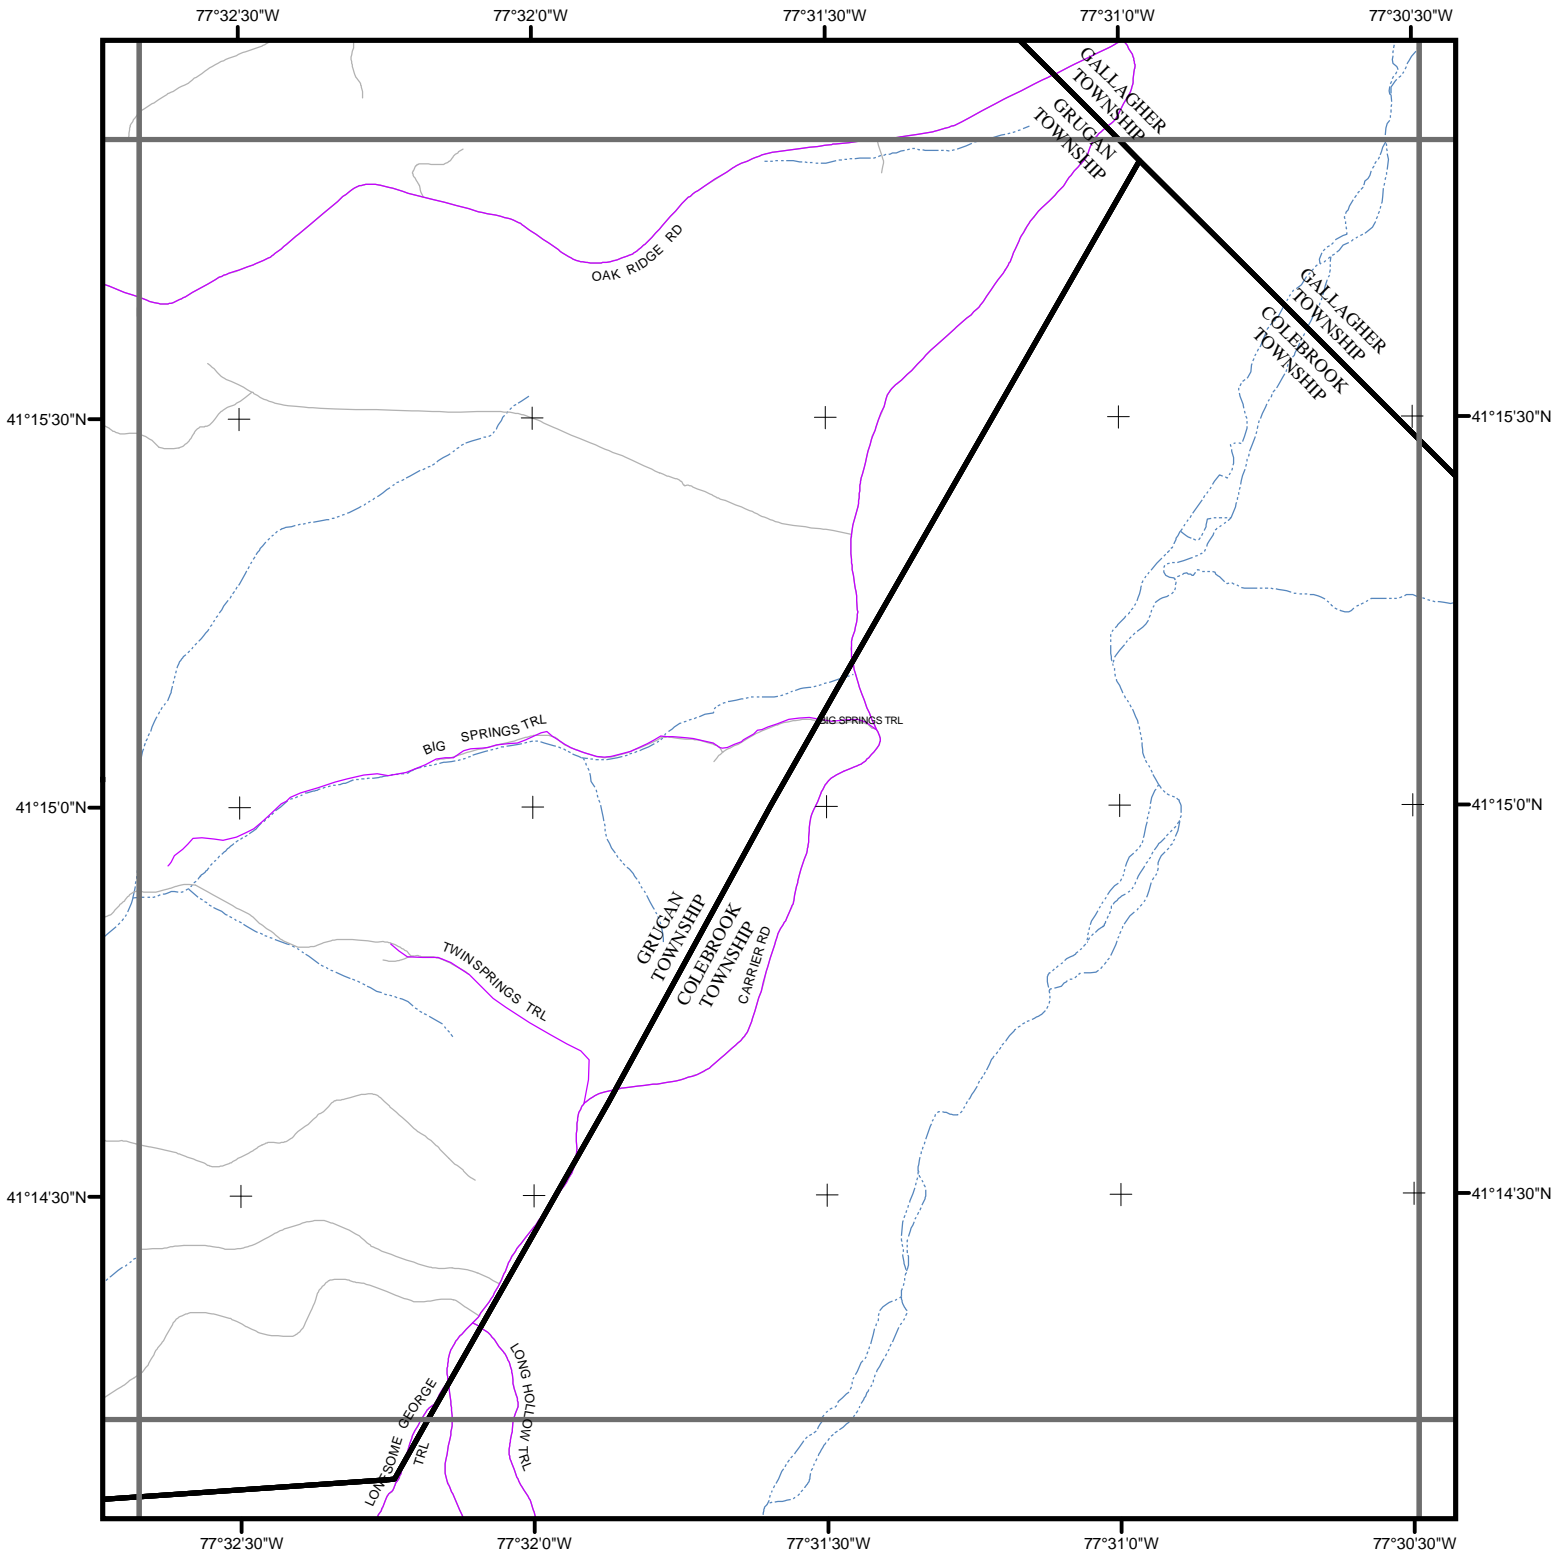 77°32'30"W 77°32'0"W 77°31'30"W 77°31'0"W 77°30'30"W
GALLAGHER
TOWNSHIP
GRUGAN
TOWNSHIP
OAK RIDGE RD
GALLAGHER
TOWNSHIP
COLEBROOK
TOWNSHIP
41°15'30"N 41°15'30"N
BIG SPRINGS TRL
BIG SPRINGS TRL
41°15'0"N 41°15'0"N
GRUGAN
TOWNSHIP
COLEBROOK
TOWNSHIP
CARRIER RD
TWINSPRINGS TRL
41°14'30"N 41°14'30"N
LONG HOLLOW TRL
LONESOME GEORGE
TRL
77°32'30"W 77°32'0"W 77°31'30"W 77°31'0"W 77°30'30"W